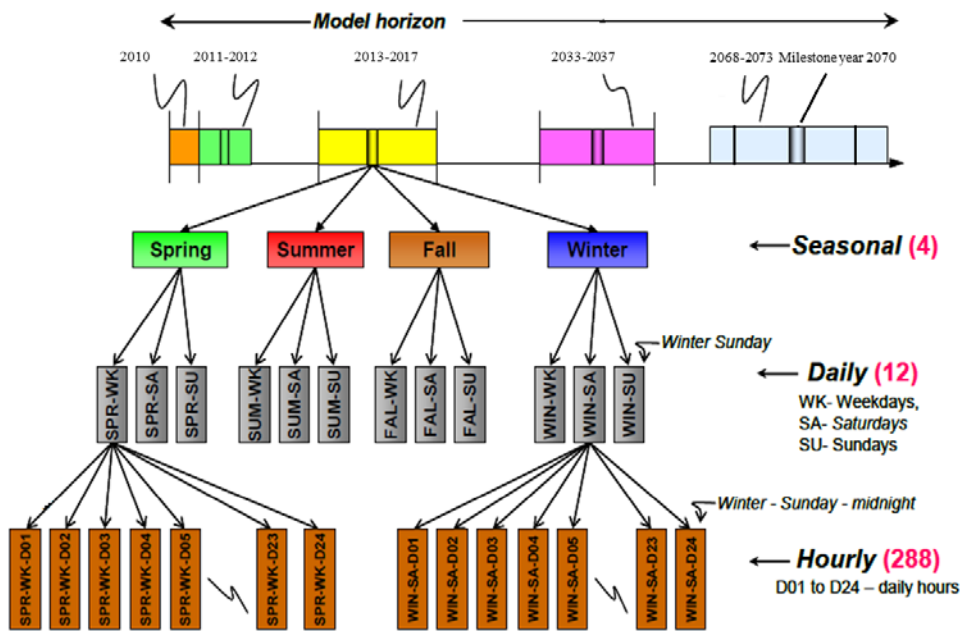 Model horizon
2010
2011-2012
2013-2017
2033-2037
2068-2073
Milestone year 2070
Spring
Summer
Fall
Winter
Seasonal (4)
Winter Sunday
SPR-WK
SPR-SA
SPR-SU
SUM-WK
SUM-SA
SUM-SU
FAL-WK
FAL-SA
FAL-SU
WIN-WK
WIN-SA
WIN-SU
Daily (12)
WK- Weekdays,
SA- Saturdays
SU- Sundays
Winter - Sunday - midnight
SPR-WK-D01
SPR-WK-D02
SPR-WK-D03
SPR-WK-D04
SPR-WK-D05
SPR-WK-D23
SPR-WK-D24
WIN-SA-D01
WIN-SA-D02
WIN-SA-D03
WIN-SA-D04
WIN-SA-D05
WIN-SA-D23
WIN-SA-D24
Hourly (288)
D01 to D24 – daily hours